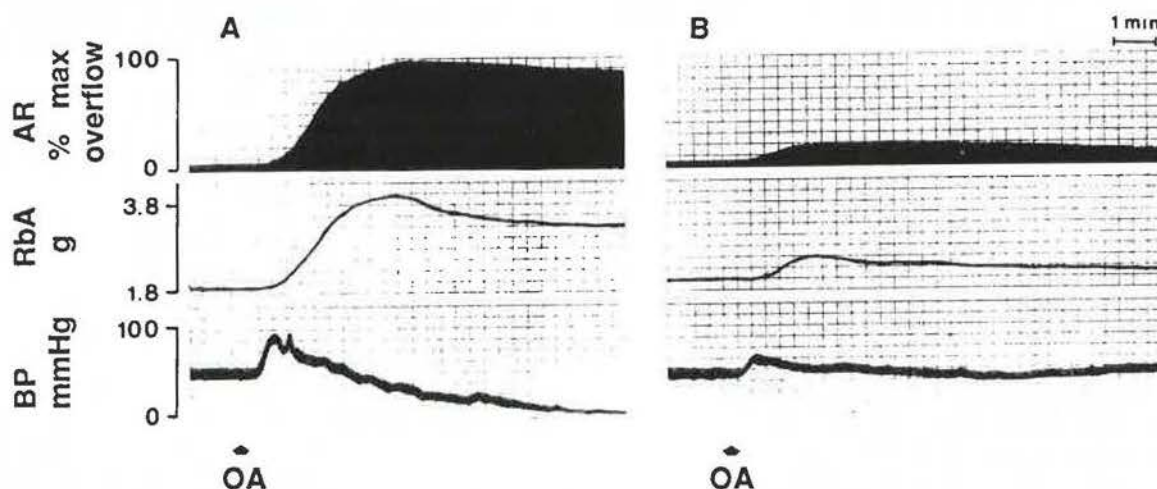 A
B
1 min
AR
% max
overflow
100
0
RbA
g
3.8
1.8
BP
mmHg
100
0
OA
OA